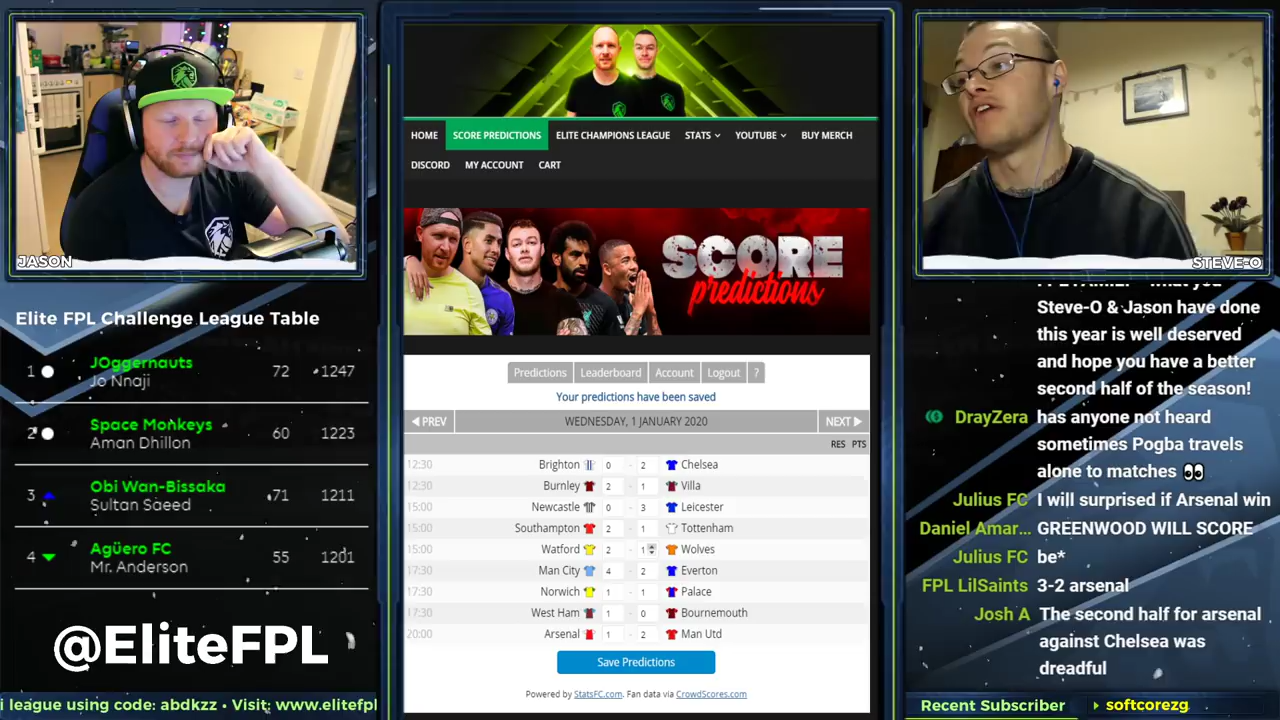 JASON
Elite FPL Challenge League Table
1 JOggernauts 72 1247
Jo Nnaji
2 Space Monkeys 60 1223
Aman Dhillon
3 Obi Wan-Bissaka 71 1211
Sultan Saeed
4 Agüero FC 55 1201
Mr. Anderson
@EliteFPL
i league using code: abdkzz • Visit: www.elitefpl
HOME SCORE PREDICTIONS ELITE CHAMPIONS LEAGUE STATS YOUTUBE BUY MERCH
DISCORD MY ACCOUNT CART
SCORE
predictions
Predictions Leaderboard Account Logout ?
Your predictions have been saved
PREV WEDNESDAY, 1 JANUARY 2020 NEXT
RES PTS
12:30 Brighton 0 - 2 Chelsea
12:30 Burnley 2 - 1 Villa
15:00 Newcastle 0 - 3 Leicester
15:00 Southampton 2 - 1 Tottenham
15:00 Watford 2 - 1 Wolves
17:30 Man City 4 - 2 Everton
17:30 Norwich 1 - 1 Palace
17:30 West Ham 1 - 0 Bournemouth
20:00 Arsenal 1 - 2 Man Utd
Save Predictions
Powered by StatsFC.com. Fan data via CrowdScores.com
STEVE-O
Steve-O & Jason have done
this year is well deserved
and hope you have a better
second half of the season!
DrayZera has anyone not heard
sometimes Pogba travels
alone to matches 👀
Julius FC I will surprised if Arsenal win
Daniel Amar... GREENWOOD WILL SCORE
Julius FC be*
FPL LilSaints 3-2 arsenal
Josh A The second half for arsenal
against Chelsea was
dreadful
Recent Subscriber softcorezg